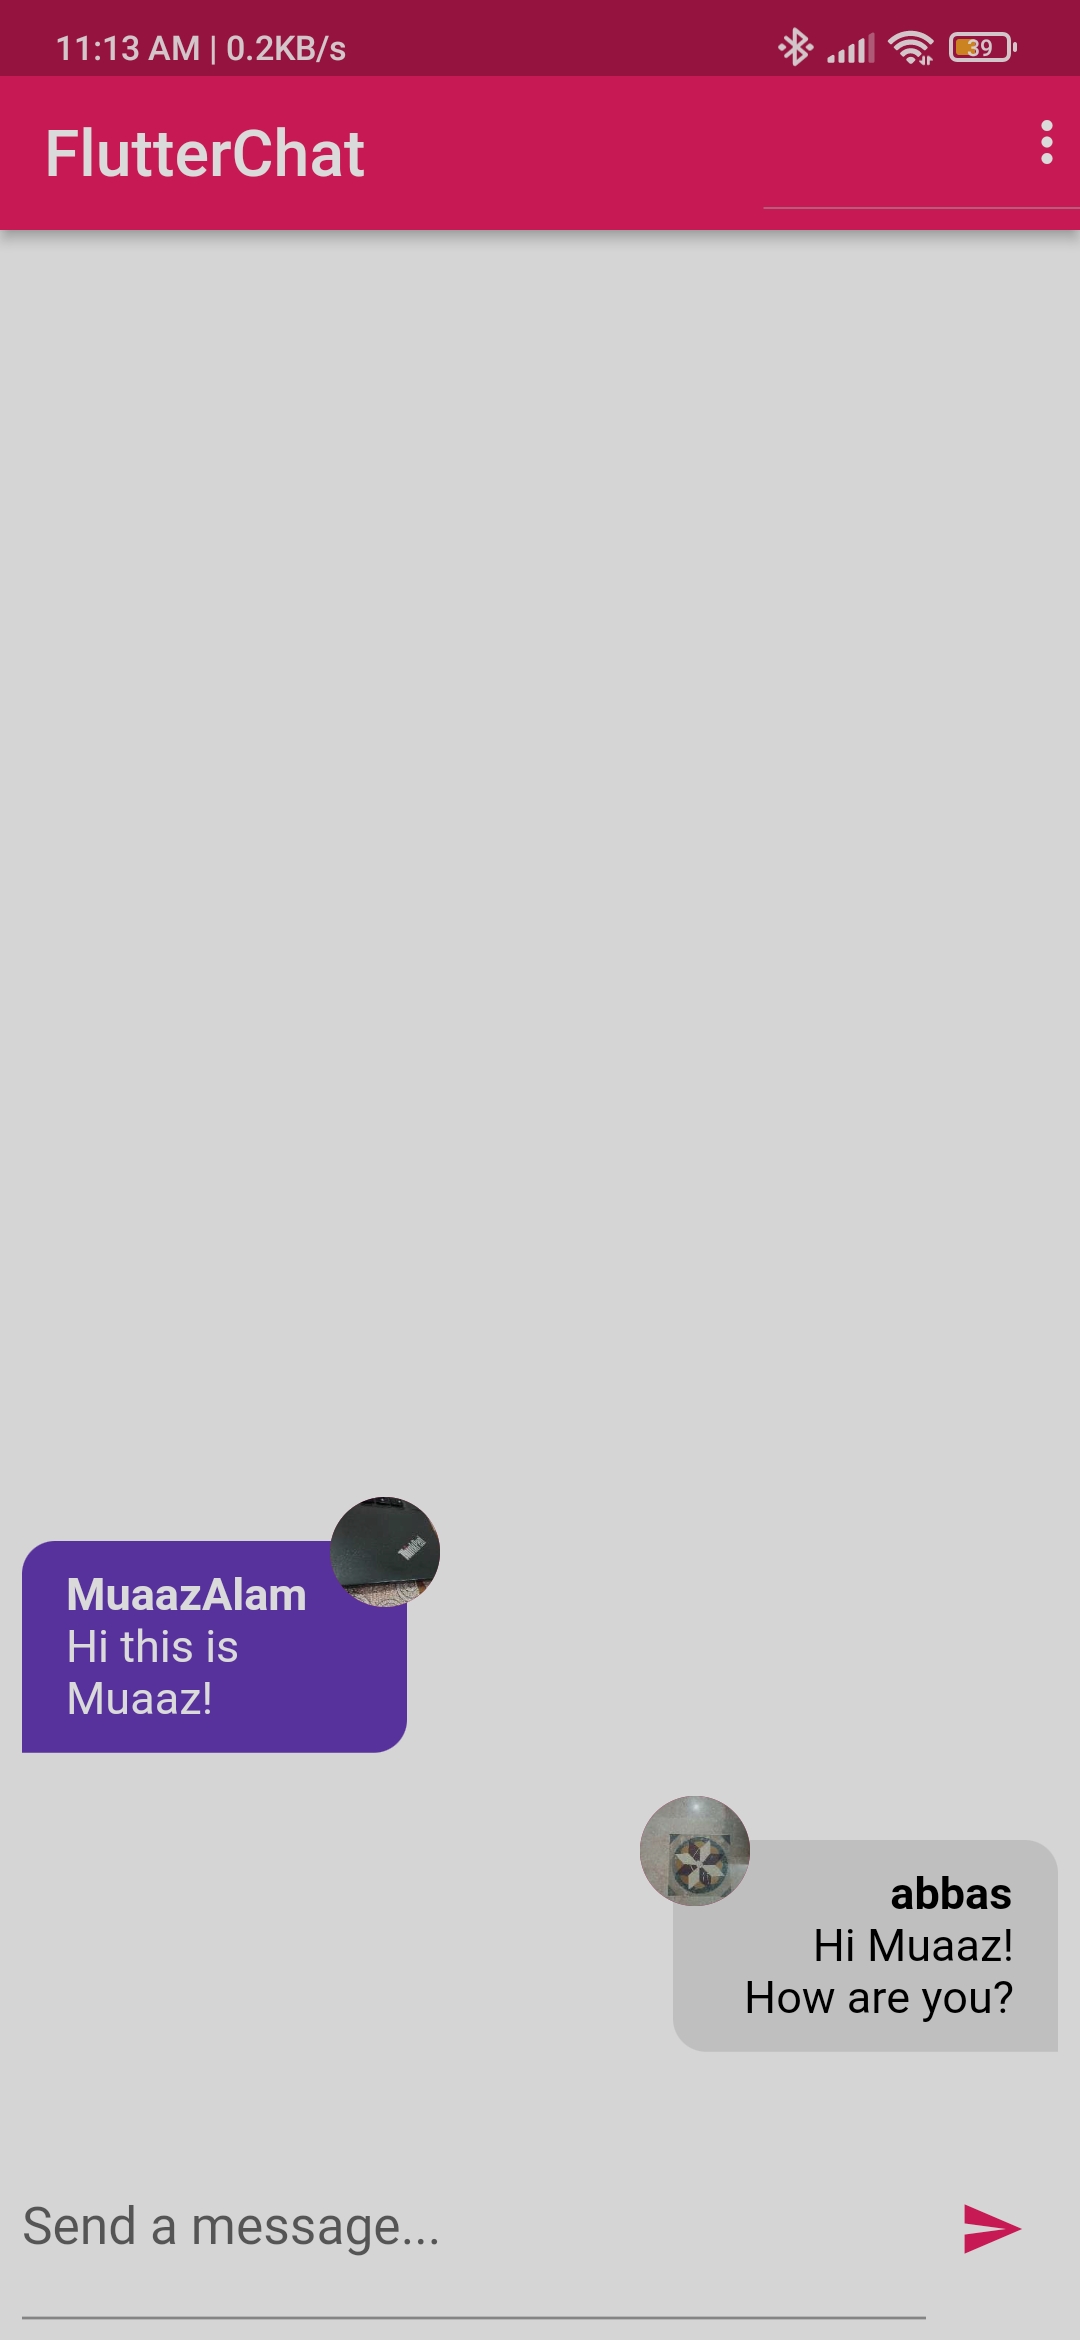 11:13 AM | 0.2KB/s
39
FlutterChat
ThinkPad
MuaazAlam
Hi this is
Muaaz!
abbas
Hi Muaaz!
How are you?
Send a message...